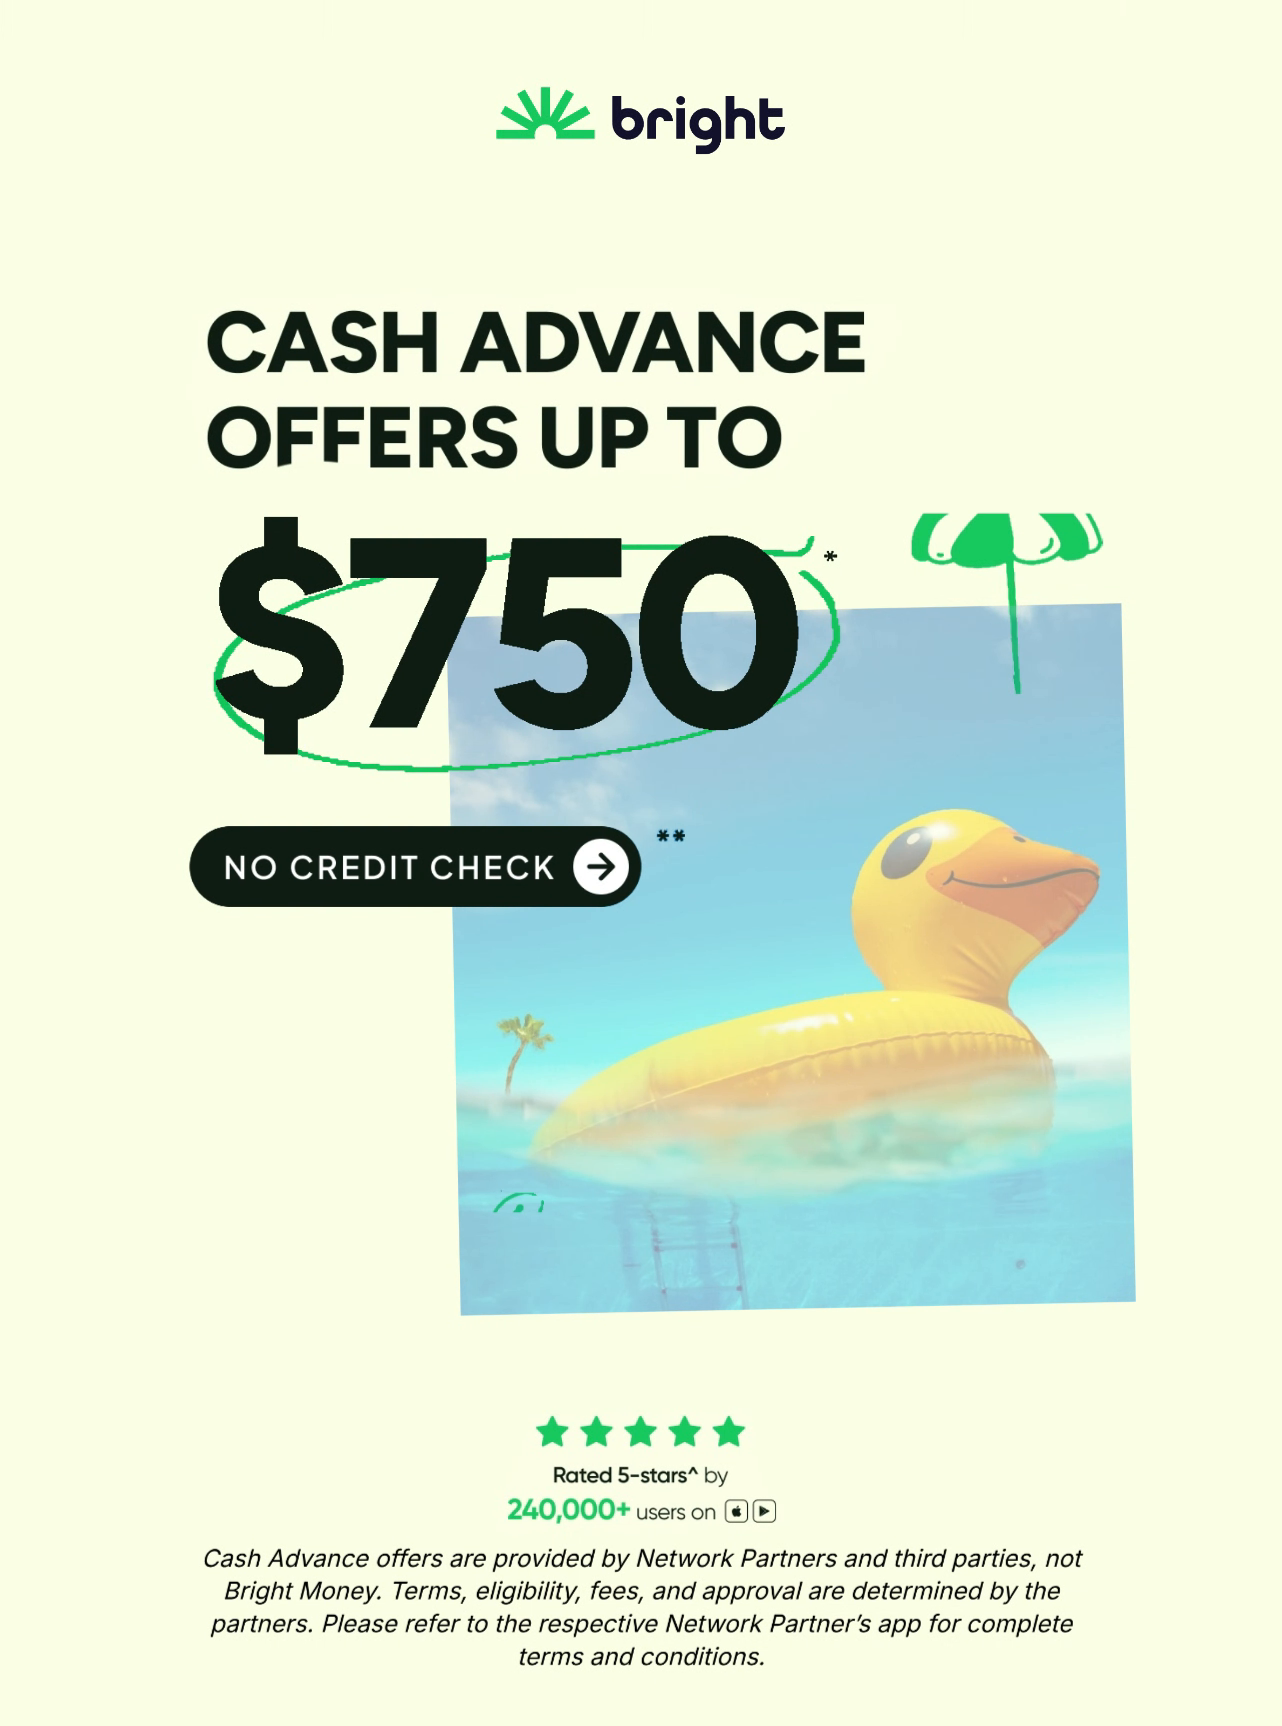 bright
CASH ADVANCE
OFFERS UP TO
$750*
NO CREDIT CHECK **
Rated 5-stars^ by
240,000+ users on
Cash Advance offers are provided by Network Partners and third parties, not
Bright Money. Terms, eligibility, fees, and approval are determined by the
partners. Please refer to the respective Network Partner’s app for complete
terms and conditions.